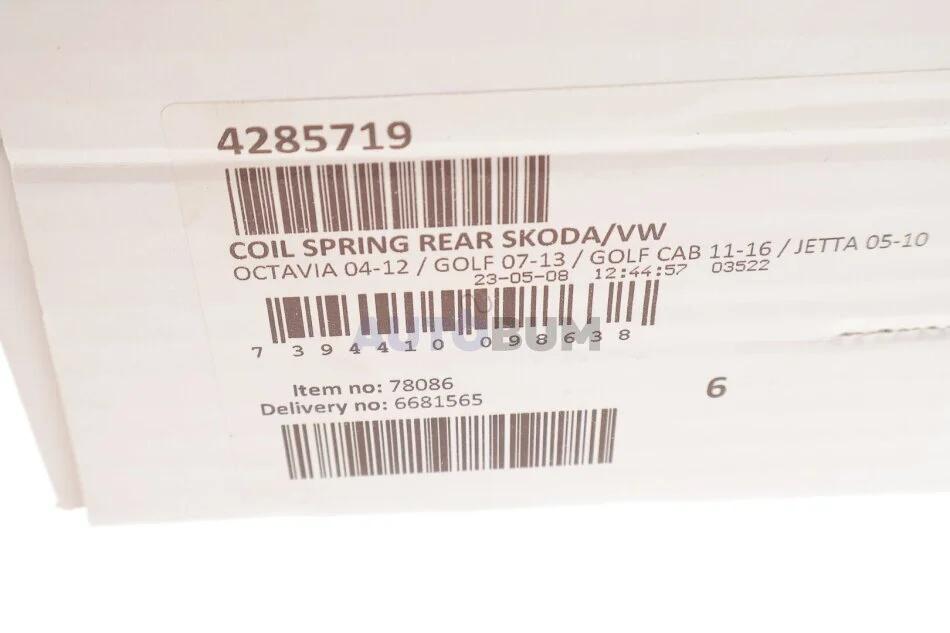 4285719
COIL SPRING REAR SKODA/VW
OCTAVIA 04-12 / GOLF 07-13 / GOLF CAB 11-16 / JETTA 05-10
23-05-08 12:44:57 03522
AUTOBUM
7 394410 098638
Item no: 78086
Delivery no: 6681565
6